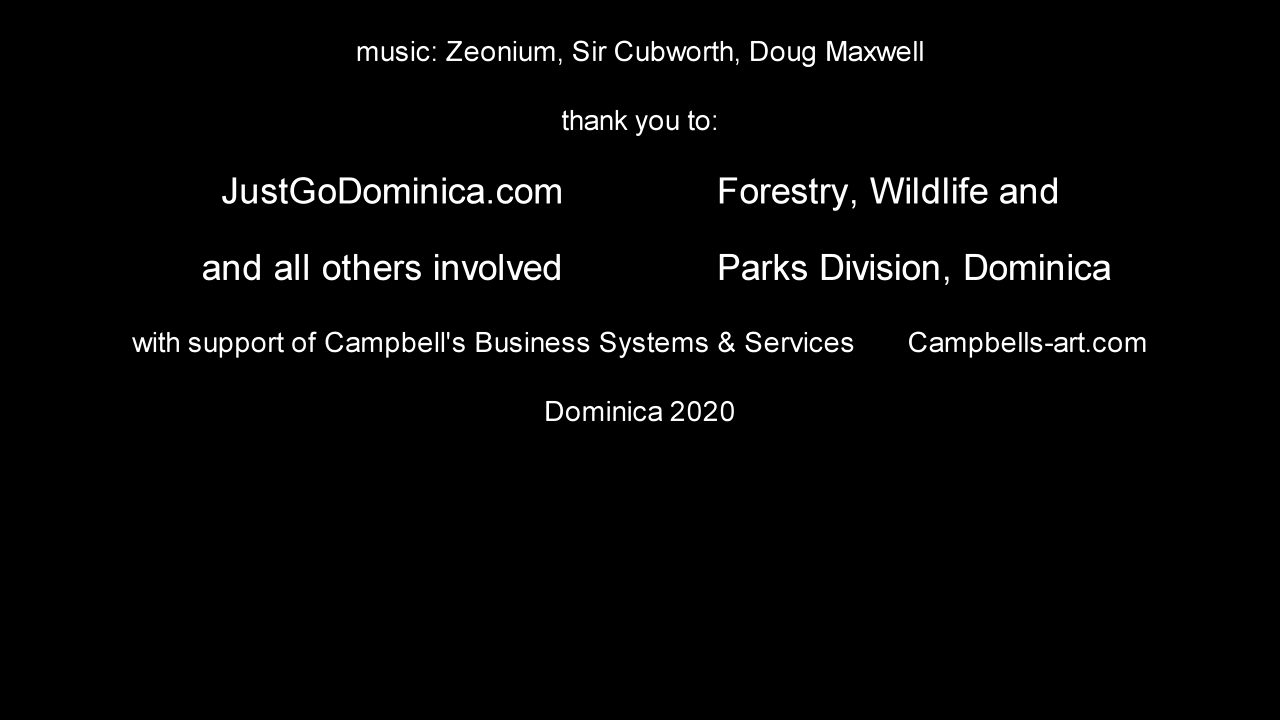 music: Zeonium, Sir Cubworth, Doug Maxwell
thank you to:
JustGoDominica.com Forestry, Wildlife and
and all others involved Parks Division, Dominica
with support of Campbell's Business Systems & Services Campbells-art.com
Dominica 2020